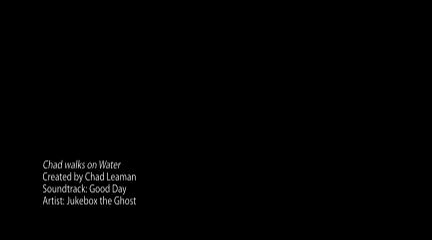 Chad walks on Water
Created by Chad Leaman
Soundtrack: Good Day
Artist: Jukebox the Ghost